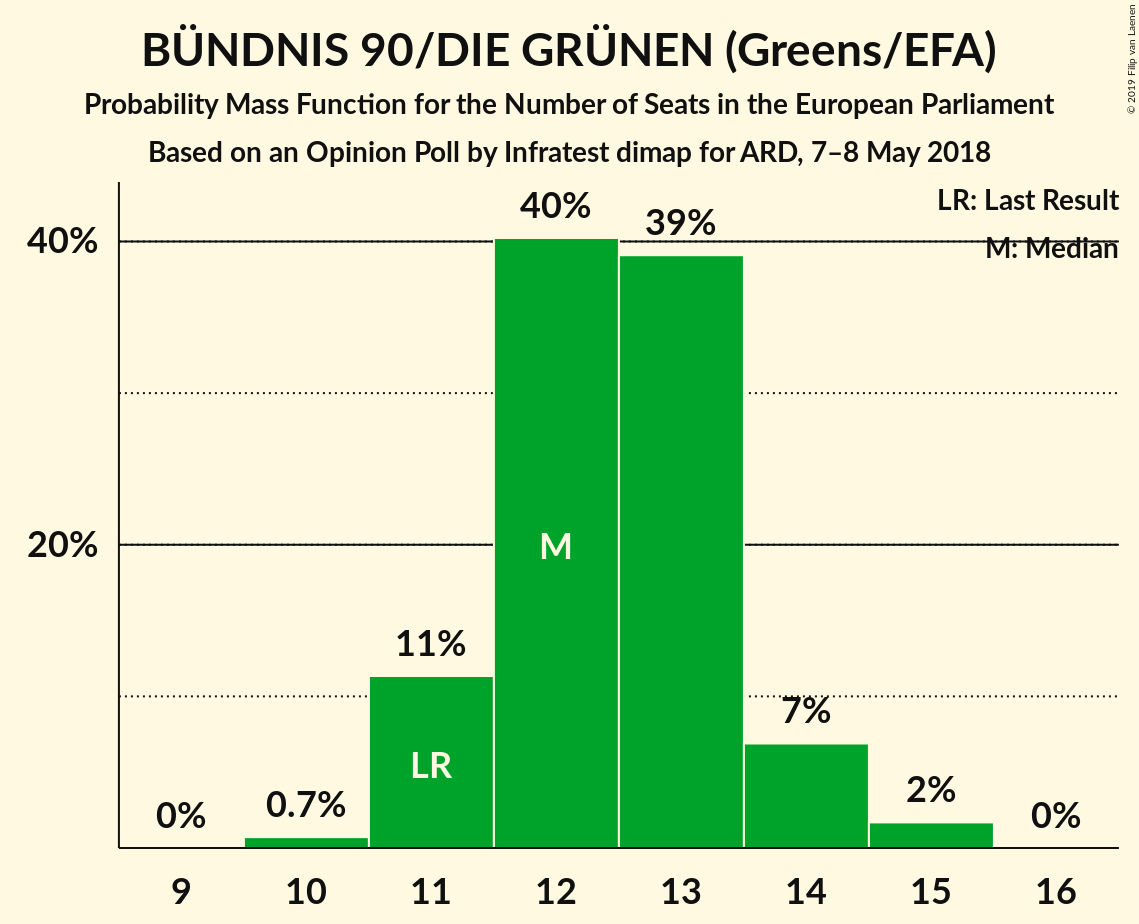 BÜNDNIS 90/DIE GRÜNEN (Greens/EFA)
Probability Mass Function for the Number of Seats in the European Parliament
Based on an Opinion Poll by Infratest dimap for ARD, 7–8 May 2018
© 2019 Filip van Laenen
LR: Last Result
M: Median
40%
20%
0%
0.7%
11%
40%
39%
7%
2%
0%
LR
M
9
10
11
12
13
14
15
16